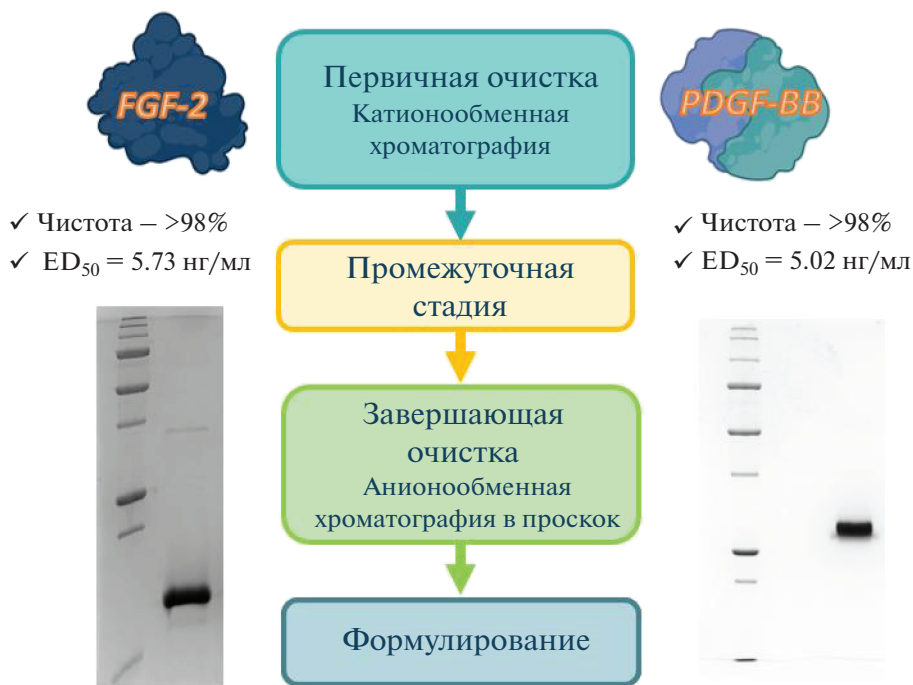 FGF-2
✓ Чистота – >98%
✓ ED₅₀ = 5.73 нг/мл
Первичная очистка
Катионообменная
хроматография
Промежуточная
стадия
Завершающая
очистка
Анионообменная
хроматография в проскок
Формулирование
PDGF-BB
✓ Чистота – >98%
✓ ED₅₀ = 5.02 нг/мл